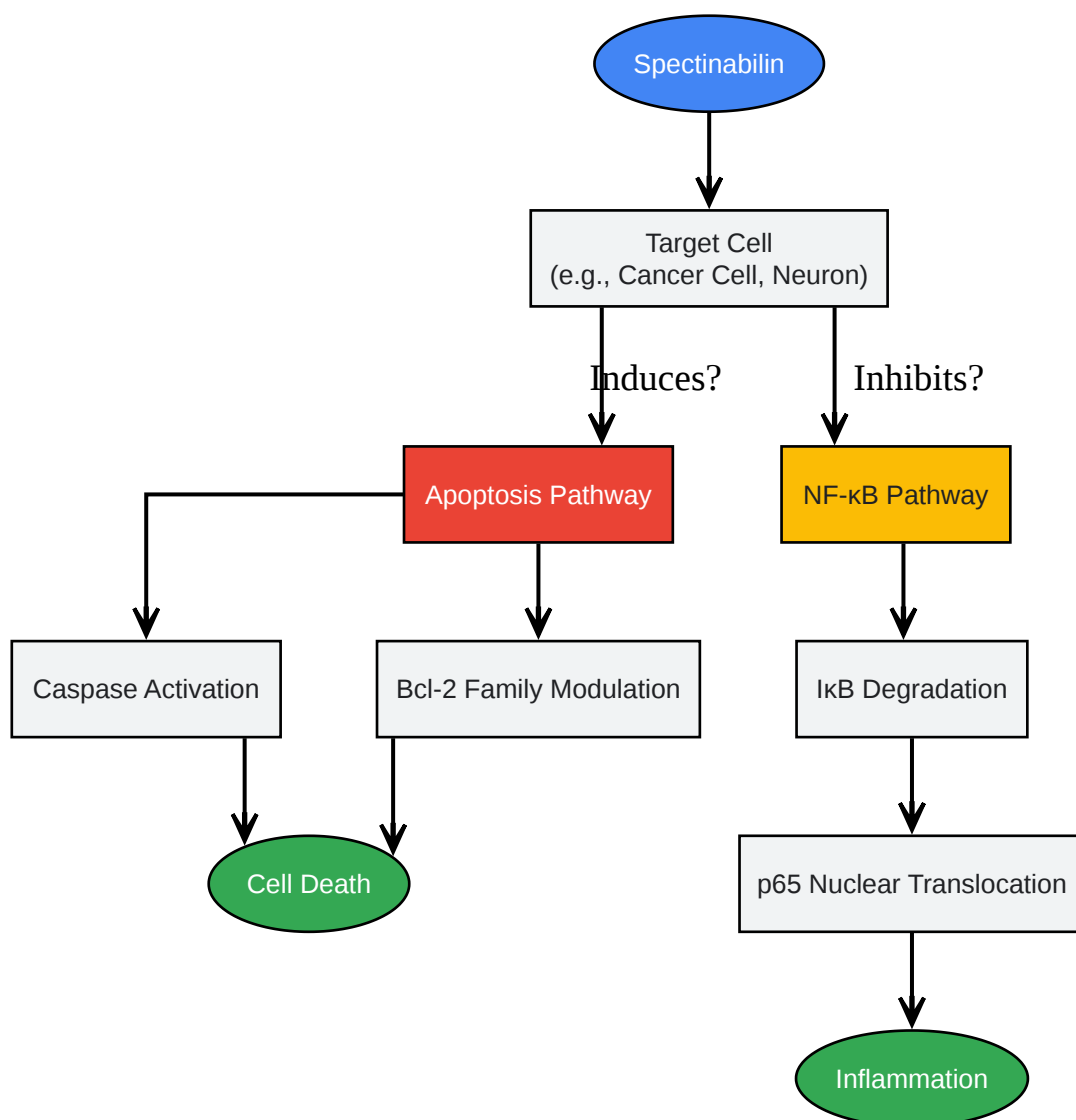 Spectinabilin
Target Cell
(e.g., Cancer Cell, Neuron)
Induces?
Inhibits?
Apoptosis Pathway
NF-κB Pathway
Caspase Activation
Bcl-2 Family Modulation
IκB Degradation
p65 Nuclear Translocation
Cell Death
Inflammation